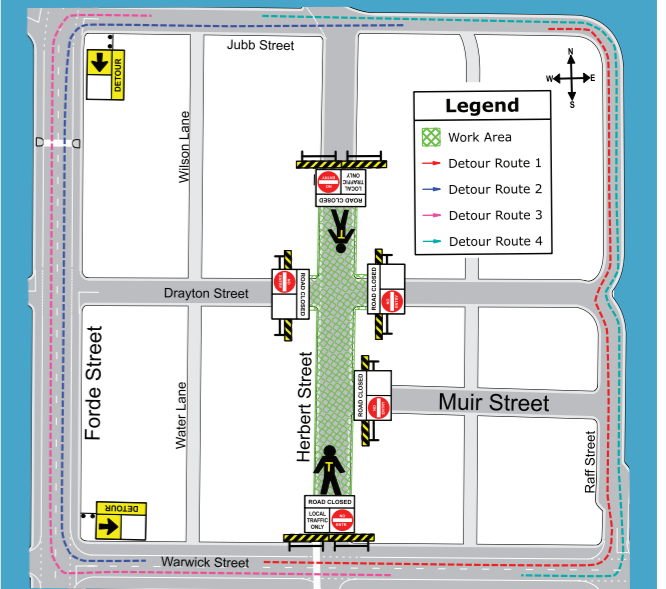 Jubb Street
DETOUR
N
W
E
S
Legend
Work Area
Detour Route 1
Detour Route 2
Detour Route 3
Detour Route 4
Wilson Lane
ROAD CLOSED
LOCAL
TRAFFIC
ONLY
NO
ENTRY
Drayton Street
ROAD CLOSED
ROAD CLOSED
Forde Street
Water Lane
Herbert Street
ROAD CLOSED
Muir Street
Raff Street
DETOUR
ROAD CLOSED
LOCAL
TRAFFIC
ONLY
NO
Warwick Street